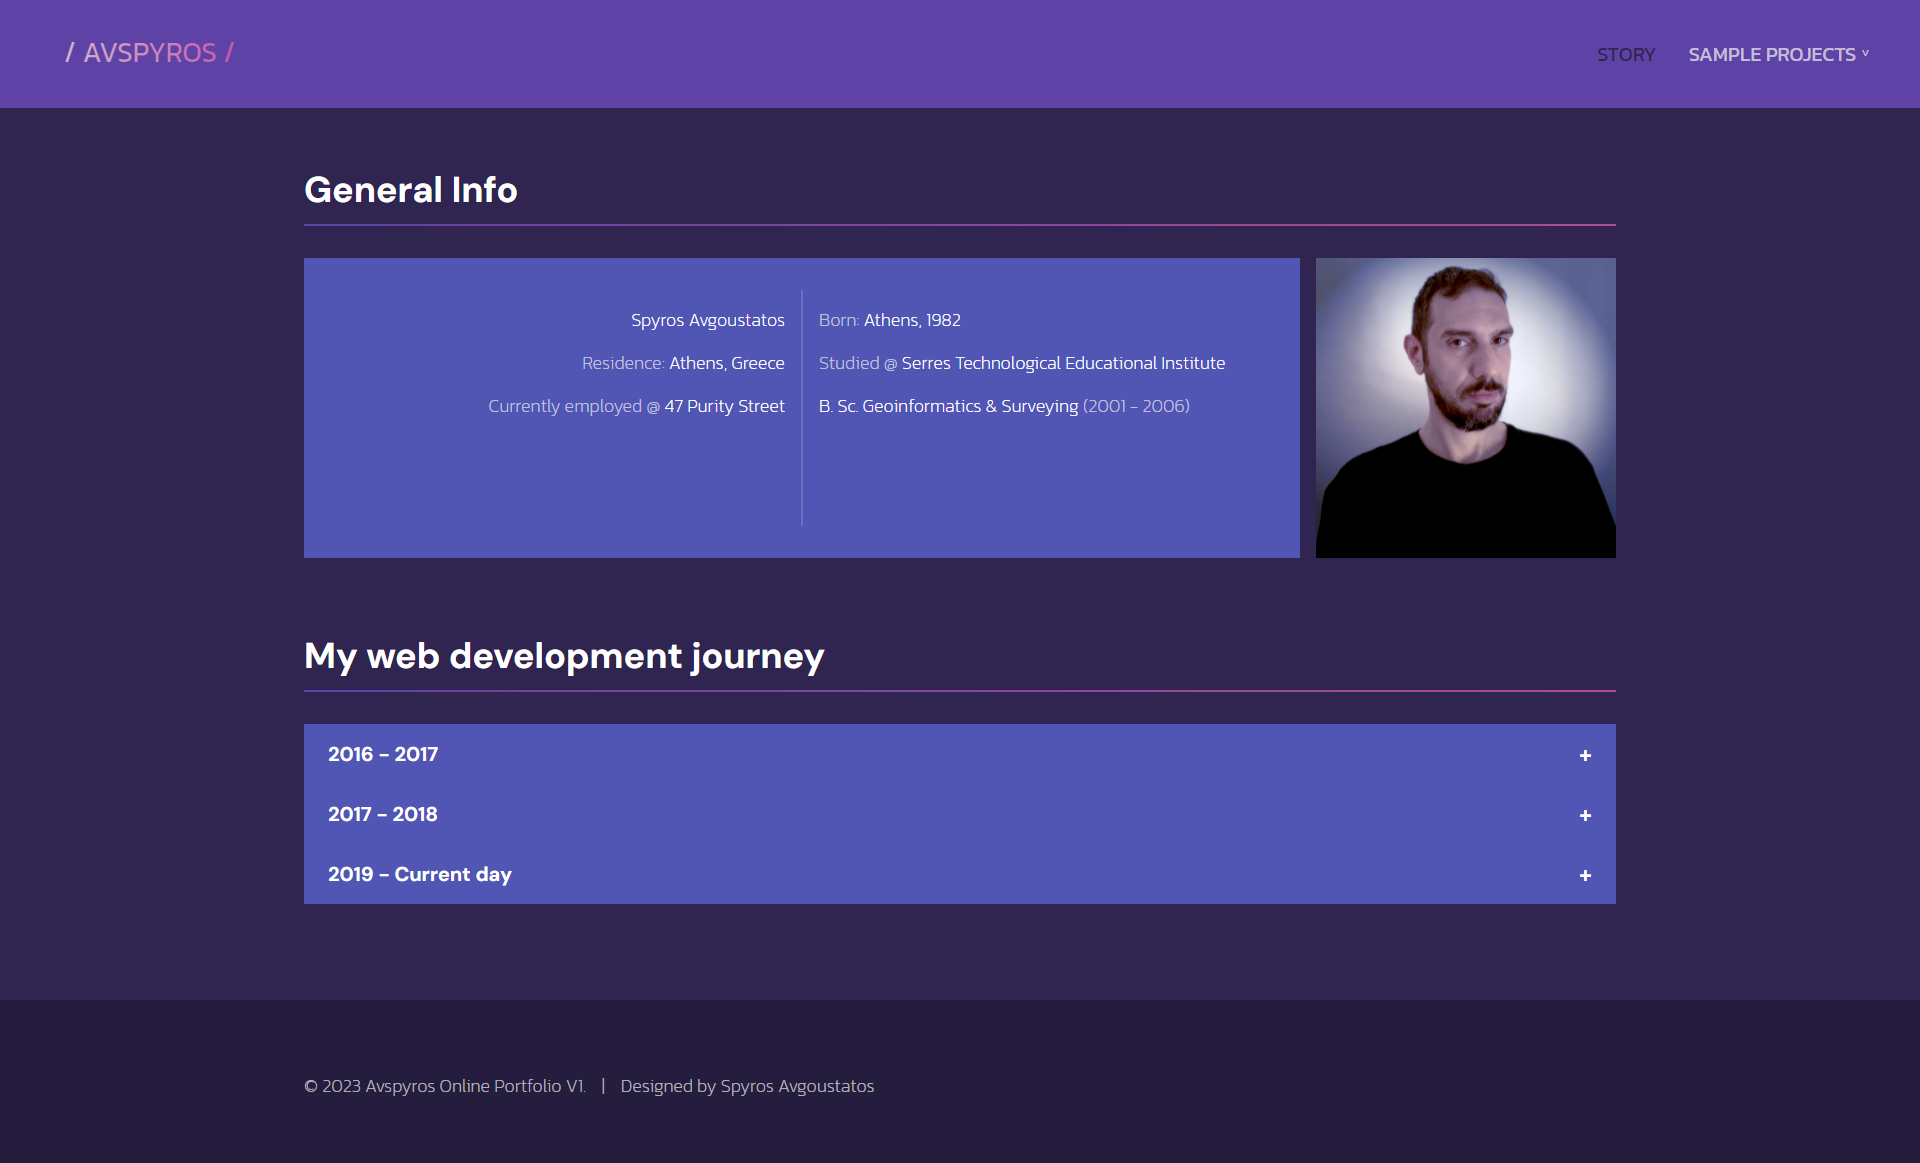 / AVSPYROS /
STORY
SAMPLE PROJECTS v
General Info
Spyros Avgoustatos
Residence: Athens, Greece
Currently employed @ 47 Purity Street
Born: Athens, 1982
Studied @ Serres Technological Educational Institute
B. Sc. Geoinformatics & Surveying (2001 - 2006)
My web development journey
2016 - 2017 +
2017 - 2018 +
2019 - Current day +
© 2023 Avspyros Online Portfolio V1. | Designed by Spyros Avgoustatos